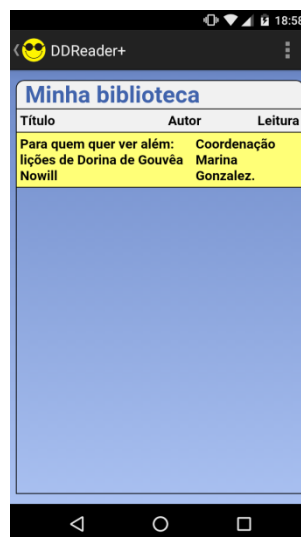 18:58
DDReader+
Minha biblioteca
Título Autor Leitura
Para quem quer ver além: Coordenação
lições de Dorina de Gouvêa Marina
Nowill Gonzalez.